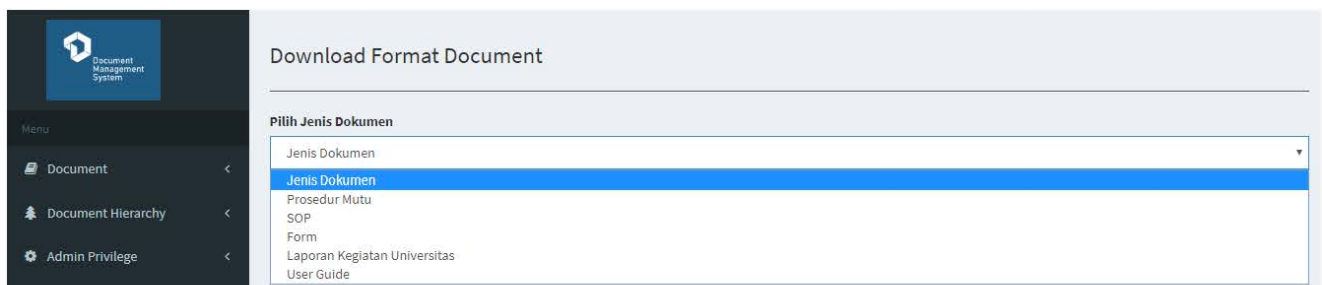 Document
Management
System
Menu
Document
Document Hierarchy
Admin Privilege
Download Format Document
Pilih Jenis Dokumen
Jenis Dokumen
Jenis Dokumen
Prosedur Mutu
SOP
Form
Laporan Kegiatan Universitas
User Guide